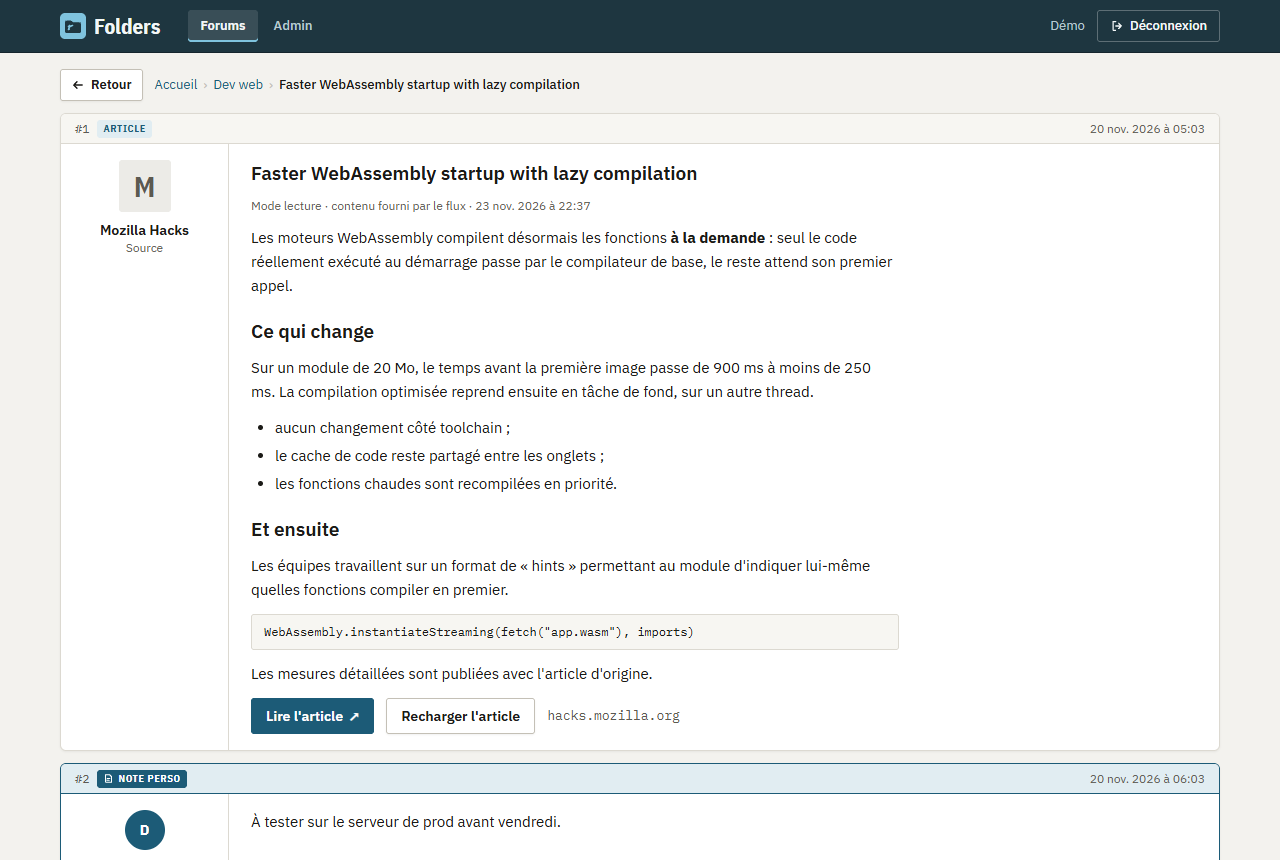 Folders Forums Admin Démo Déconnexion
← Retour Accueil › Dev web › Faster WebAssembly startup with lazy compilation
#1 ARTICLE 20 nov. 2026 à 05:03
M
Mozilla Hacks
Source
Faster WebAssembly startup with lazy compilation
Mode lecture · contenu fourni par le flux · 23 nov. 2026 à 22:37
Les moteurs WebAssembly compilent désormais les fonctions à la demande : seul le code
réellement exécuté au démarrage passe par le compilateur de base, le reste attend son premier
appel.
Ce qui change
Sur un module de 20 Mo, le temps avant la première image passe de 900 ms à moins de 250
ms. La compilation optimisée reprend ensuite en tâche de fond, sur un autre thread.
• aucun changement côté toolchain ;
• le cache de code reste partagé entre les onglets ;
• les fonctions chaudes sont recompilées en priorité.
Et ensuite
Les équipes travaillent sur un format de « hints » permettant au module d'indiquer lui-même
quelles fonctions compiler en premier.
WebAssembly.instantiateStreaming(fetch("app.wasm"), imports)
Les mesures détaillées sont publiées avec l'article d'origine.
Lire l'article ↗ Recharger l'article hacks.mozilla.org
#2 NOTE PERSO 20 nov. 2026 à 06:03
D
À tester sur le serveur de prod avant vendredi.